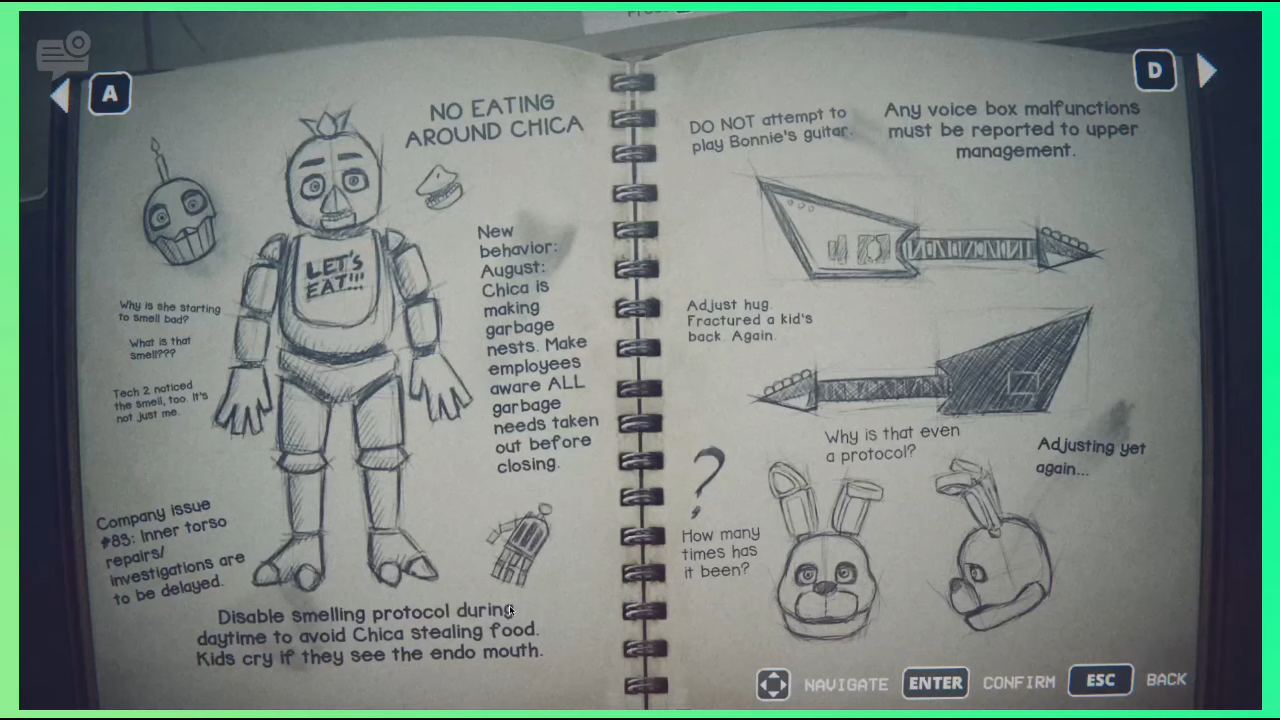 A
D
NO EATING
AROUND CHICA
LET'S
EAT!!!
New
behavior:
August:
Chica is
making
garbage
nests. Make
employees
aware ALL
garbage
needs taken
out before
closing.
Why is she starting
to smell bad?
What is that
smell???
Tech 2 noticed
the smell, too. It's
not just me.
Company issue
#85: Inner torso
repairs/
investigations are
to be delayed.
Disable smelling protocol during
daytime to avoid Chica stealing food.
Kids cry if they see the endo mouth.
DO NOT attempt to
play Bonnie's guitar.
Any voice box malfunctions
must be reported to upper
management.
Adjust hug.
Fractured a kid's
back. Again.
Why is that even
a protocol?
Adjusting yet
again...
?
How many
times has
it been?
NAVIGATE
ENTER
CONFIRM
ESC
BACK